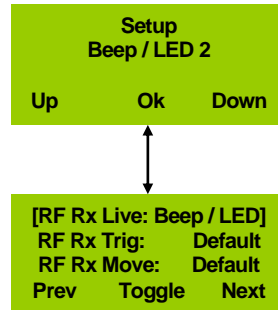 Setup
Beep / LED 2
Up Ok Down
[RF Rx Live: Beep / LED]
RF Rx Trig: Default
RF Rx Move: Default
Prev Toggle Next